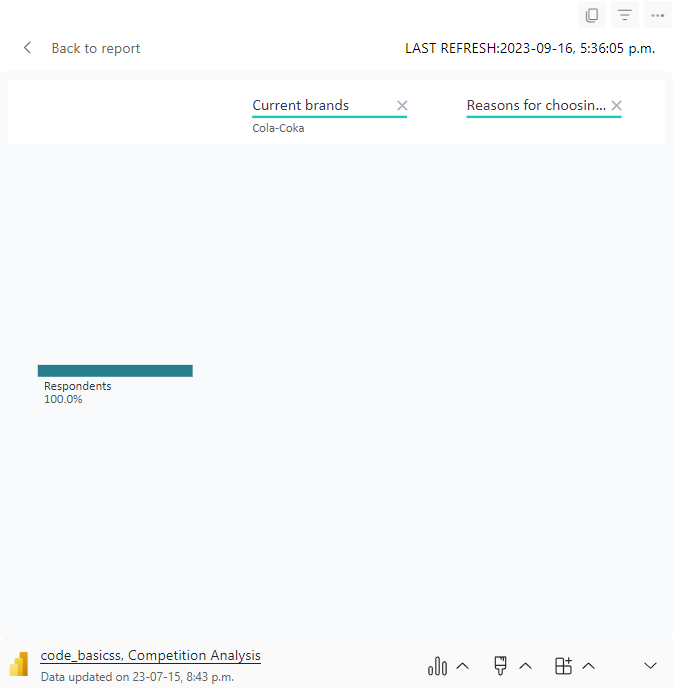 Back to report
LAST REFRESH:2023-09-16, 5:36:05 p.m.
Current brands
Reasons for choosin...
Cola-Coka
Respondents
100.0%
code_basicss, Competition Analysis
Data updated on 23-07-15, 8:43 p.m.